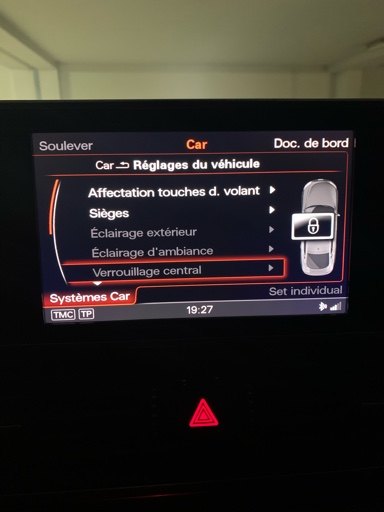 Soulever Car Doc. de bord
Car Réglages du véhicule
Affectation touches d. volant
Sièges
Éclairage extérieur
Éclairage d'ambiance
Verrouillage central
Systèmes Car Set individual
TMC TP 19:27